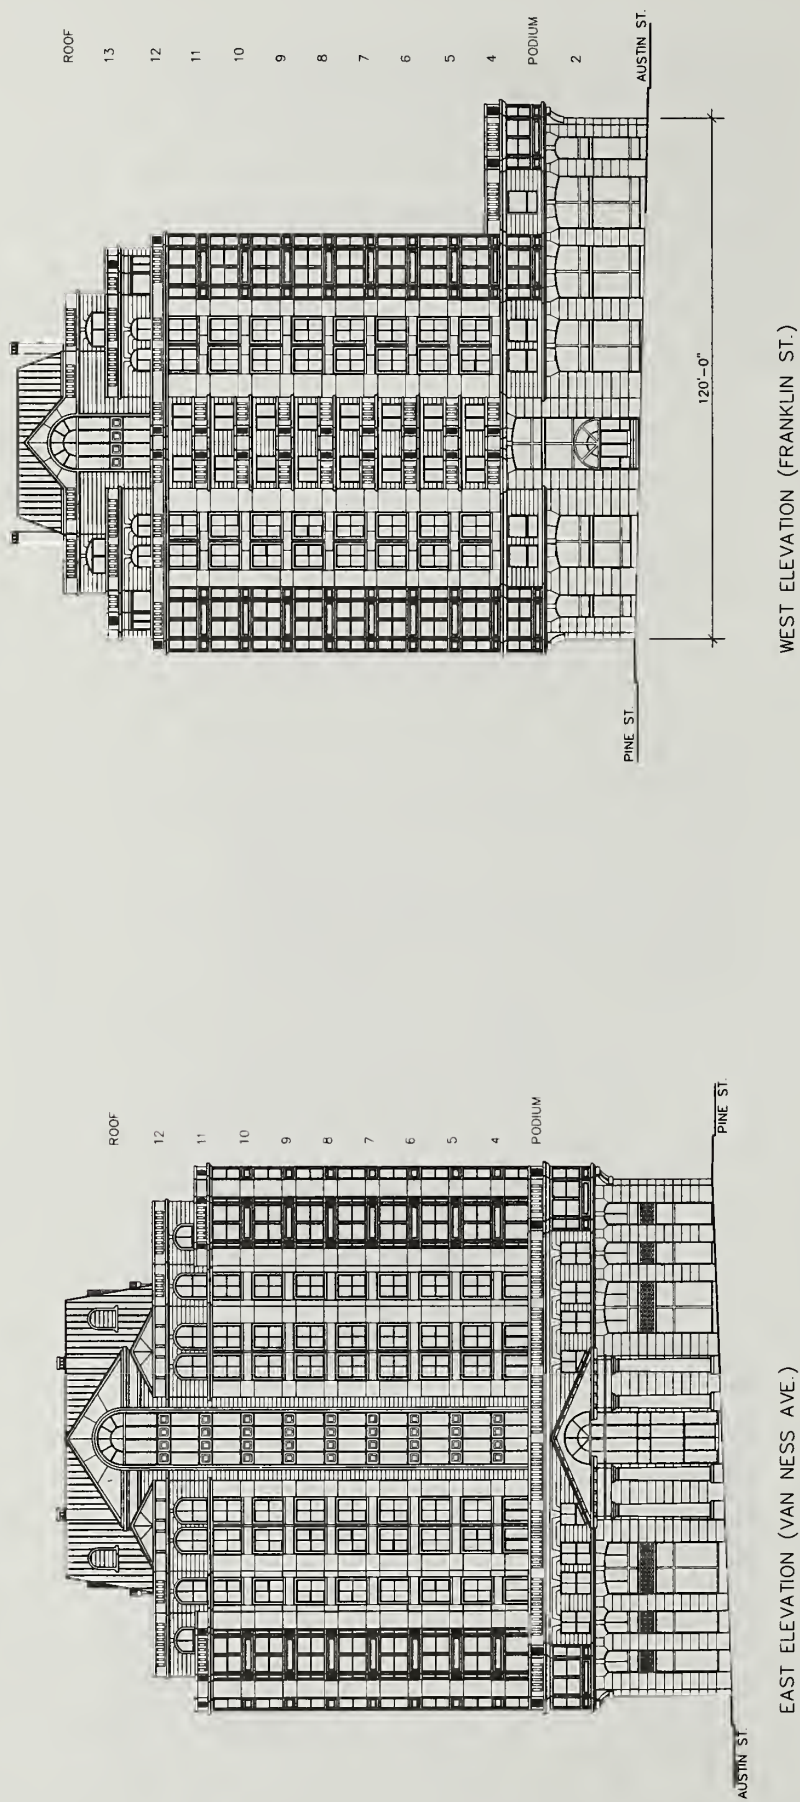 ROOF
12
11
10
9
8
7
6
5
4
PODIUM
AUSTIN ST.
PINE ST.
EAST ELEVATION (VAN NESS AVE.)
ROOF
13
12
11
10
9
8
7
6
5
4
PODIUM
2
PINE ST.
AUSTIN ST.
120'-0"
WEST ELEVATION (FRANKLIN ST.)